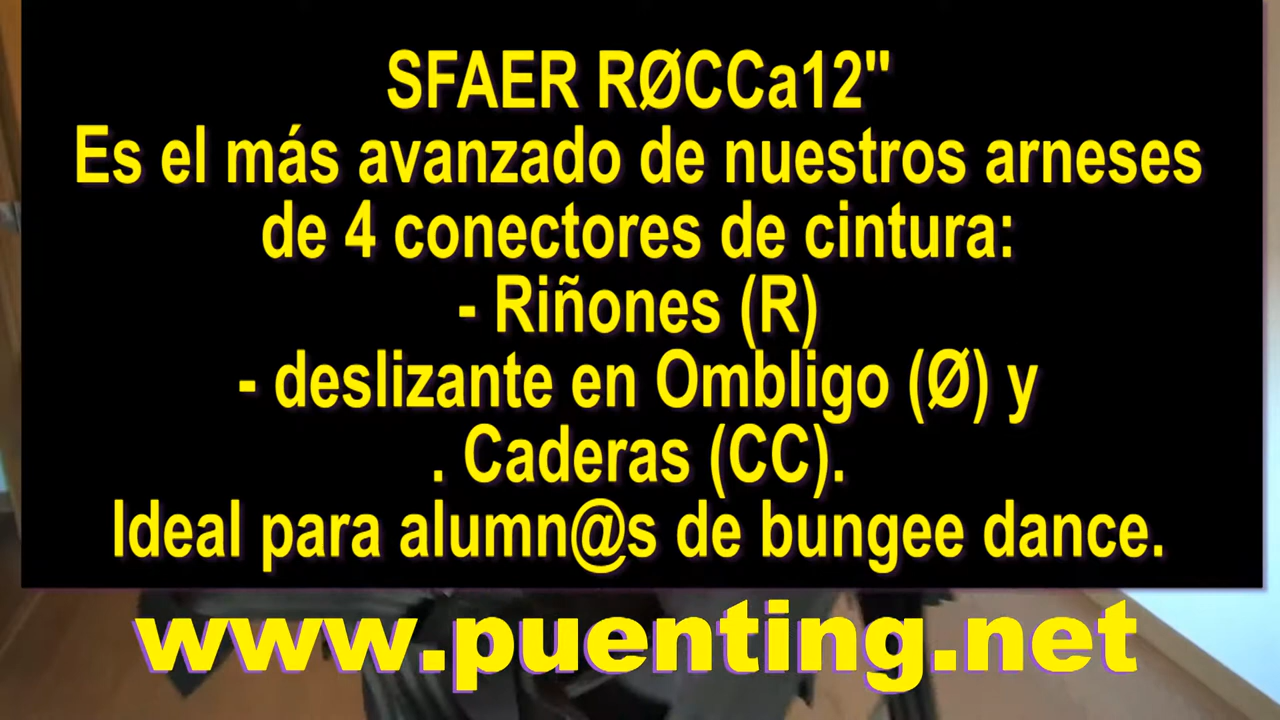 SFAER RØCCa12"
Es el más avanzado de nuestros arneses
de 4 conectores de cintura:
- Riñones (R)
- deslizante en Ombligo (Ø) y
. Caderas (CC).
Ideal para alumn@s de bungee dance.
www.puenting.net